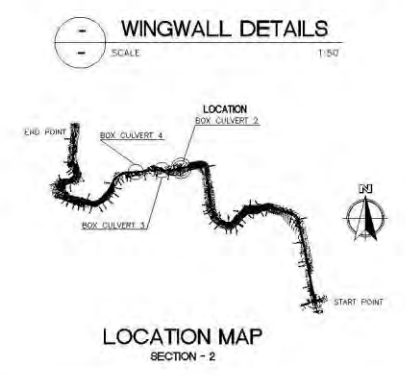 -
-
WINGWALL DETAILS
SCALE 1:50
LOCATION
BOX CULVERT 2
END POINT
BOX CULVERT 4
BOX CULVERT 3
N
START POINT
LOCATION MAP
SECTION - 2